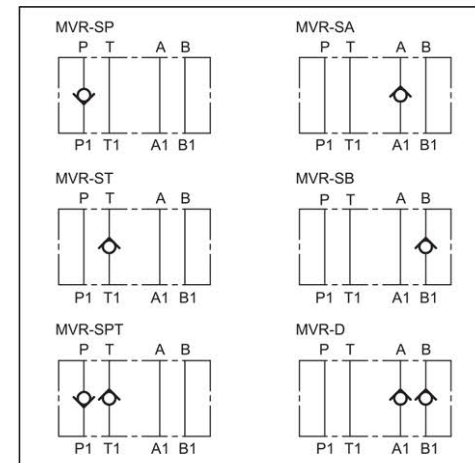 MVR-SP
P T A B
P1 T1 A1 B1
MVR-SA
P T A B
P1 T1 A1 B1
MVR-ST
P T A B
P1 T1 A1 B1
MVR-SB
P T A B
P1 T1 A1 B1
MVR-SPT
P T A B
P1 T1 A1 B1
MVR-D
P T A B
P1 T1 A1 B1